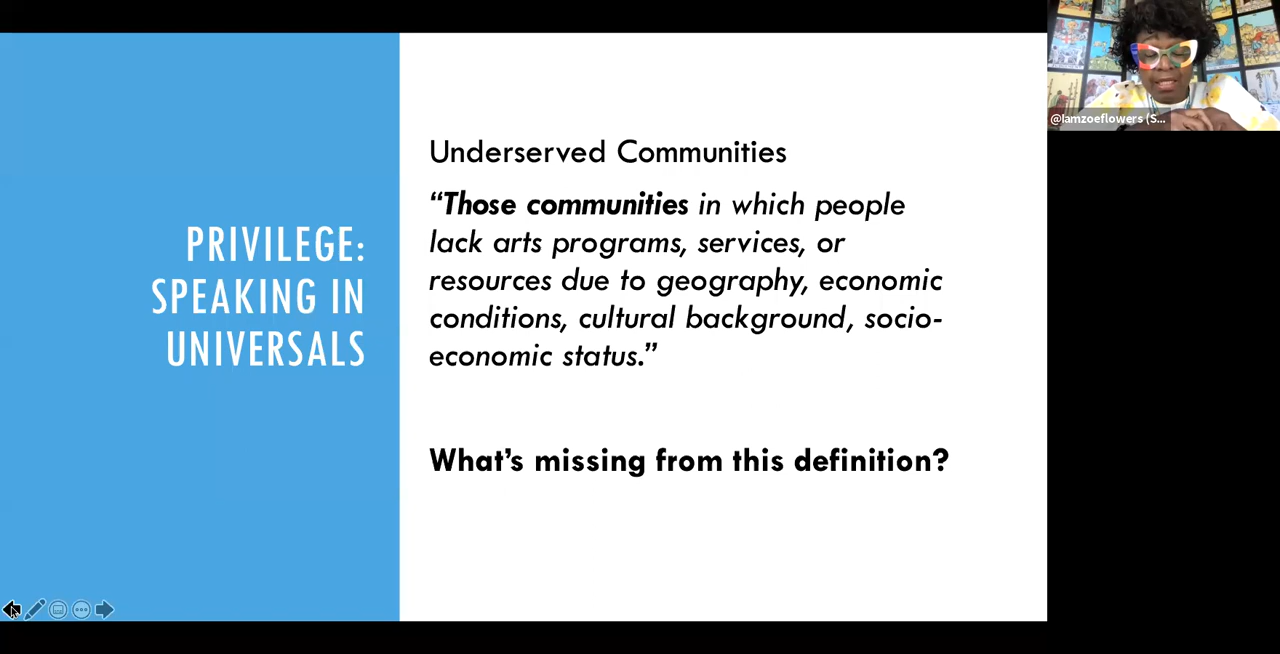 PRIVILEGE:
SPEAKING IN
UNIVERSALS
Underserved Communities
“Those communities in which people
lack arts programs, services, or
resources due to geography, economic
conditions, cultural background, socio-
economic status.”
What’s missing from this definition?
@Iamzoeflowers (S...